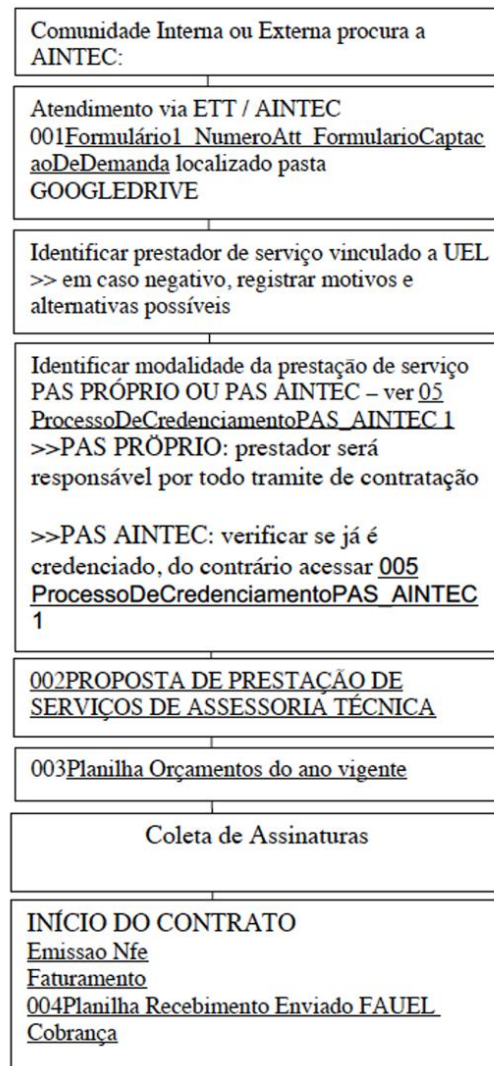 Comunidade Interna ou Externa procura a
AINTEC:
Atendimento via ETT / AINTEC
001Formulário1_NumeroAtt_FormularioCaptac
aoDeDemanda localizado pasta
GOOGLEDRIVE
Identificar prestador de serviço vinculado a UEL
>> em caso negativo, registrar motivos e
alternativas possíveis
Identificar modalidade da prestação de serviço
PAS PRÓPRIO OU PAS AINTEC – ver 05
ProcessoDeCredenciamentoPAS_AINTEC 1
>>PAS PRÖPRIO: prestador será
responsável por todo tramite de contratação
>>PAS AINTEC: verificar se já é
credenciado, do contrário acessar 005
ProcessoDeCredenciamentoPAS_AINTEC
1
002PROPOSTA DE PRESTAÇÃO DE
SERVIÇOS DE ASSESSORIA TÉCNICA
003Planilha Orçamentos do ano vigente
Coleta de Assinaturas
INÍCIO DO CONTRATO
Emissao Nfe
Faturamento
004Planilha Recebimento Enviado FAUEL
Cobrança